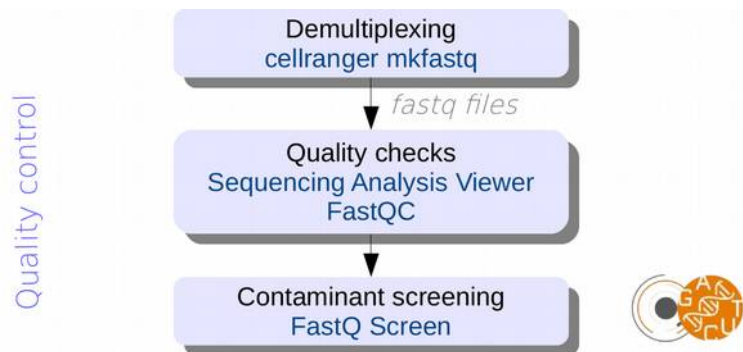 Demultiplexing
cellranger mkfastq
fastq files
Quality control
Quality checks
Sequencing Analysis Viewer
FastQC
Contaminant screening
FastQ Screen
G A T C U